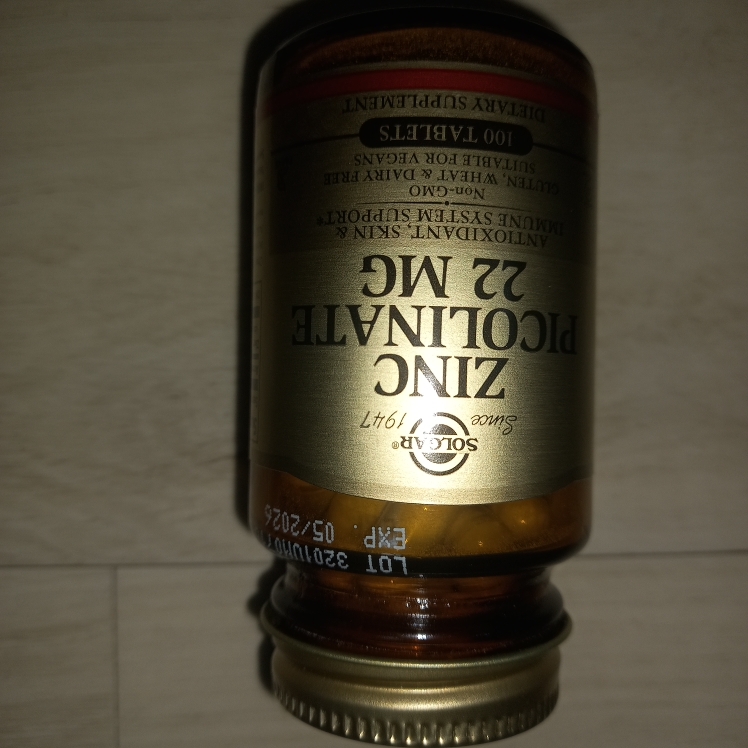 LOT 3201
EXP. 05/2026
SOLGAR®
Since 1947
ZINC
PICOLINATE
22 MG
ANTIOXIDANT, SKIN &
IMMUNE SYSTEM SUPPORT*
Non-GMO
GLUTEN, WHEAT & DAIRY FREE
SUITABLE FOR VEGANS
100 TABLETS
DIETARY SUPPLEMENT